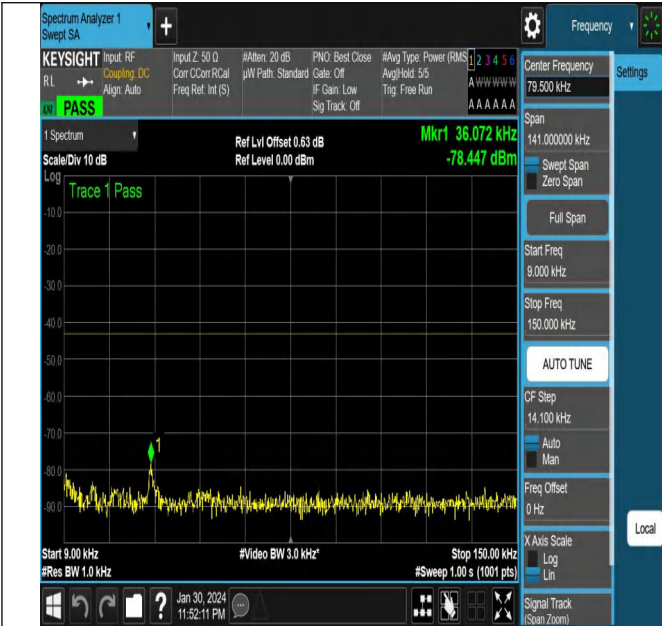 Spectrum Analyzer 1
Swept SA
+
Frequency
KEYSIGHT
RL
LXI
PASS
Input: RF
Coupling: DC
Align: Auto
Input Z: 50 Ω
Corr CCorr RCal
Freq Ref: Int (S)
#Atten: 20 dB
µW Path: Standard
PNO: Best Close
Gate: Off
IF Gain: Low
Sig Track: Off
#Avg Type: Power (RMS
Avg|Hold: 5/5
Trig: Free Run
1 2 3 4 5 6
A W W W W W
A A A A A A
1 Spectrum
Scale/Div 10 dB
Ref Lvl Offset 0.63 dB
Ref Level 0.00 dBm
Mkr1 36.072 kHz
-78.447 dBm
Log
Trace 1 Pass
-10.0
-20.0
-30.0
-40.0
-50.0
-60.0
-70.0
-80.0
-90.0
1
Start 9.00 kHz
#Res BW 1.0 kHz
#Video BW 3.0 kHz*
Stop 150.00 kHz
#Sweep 1.00 s (1001 pts)
?
Jan 30, 2024
11:52:11 PM
Center Frequency
79.500 kHz
Span
141.000000 kHz
Swept Span
Zero Span
Full Span
Start Freq
9.000 kHz
Stop Freq
150.000 kHz
AUTO TUNE
CF Step
14.100 kHz
Auto
Man
Freq Offset
0 Hz
X Axis Scale
Log
Lin
Signal Track
(Span Zoom)
Settings
Local